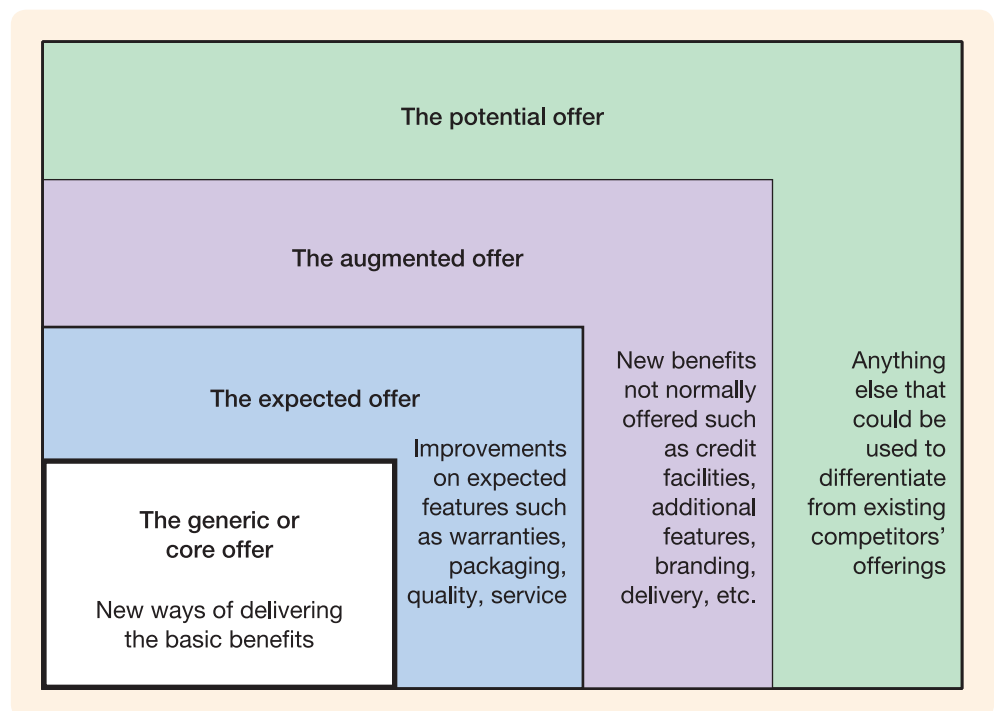 The potential offer
The augmented offer
The expected offer
The generic or
core offer
New ways of delivering
the basic benefits
Improvements
on expected
features such
as warranties,
packaging,
quality, service
New benefits
not normally
offered such
as credit
facilities,
additional
features,
branding,
delivery, etc.
Anything
else that
could be
used to
differentiate
from existing
competitors’
offerings